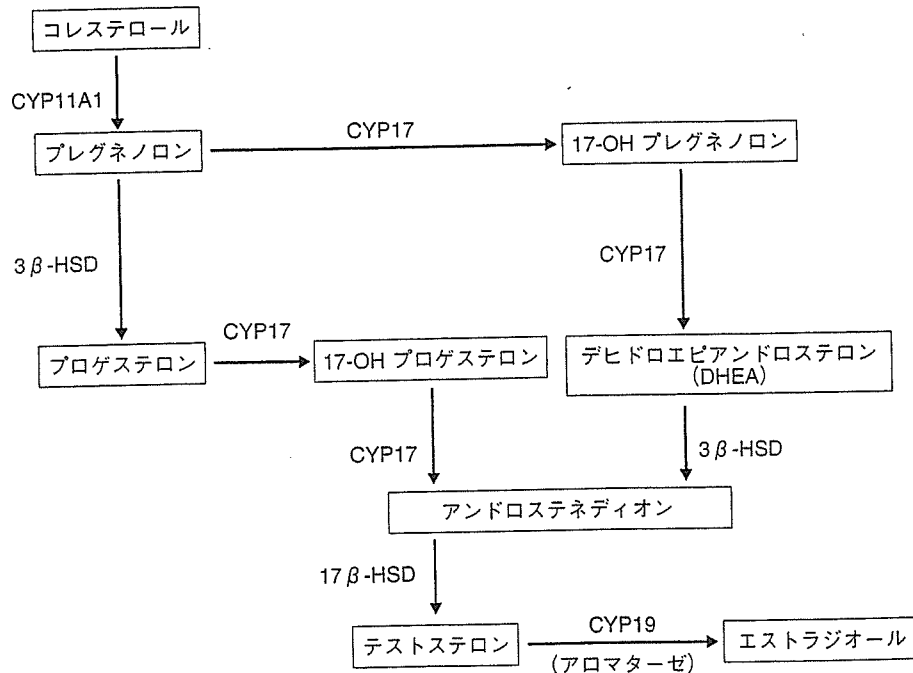 コレステロール
CYP11A1
プレグネノロン
CYP17
17-OH プレグネノロン
3β-HSD
CYP17
プロゲステロン
CYP17
17-OH プロゲステロン
デヒドロエピアンドロステロン
(DHEA)
CYP17
3β-HSD
アンドロステネディオン
17β-HSD
テストステロン
CYP19
(アロマターゼ)
エストラジオール